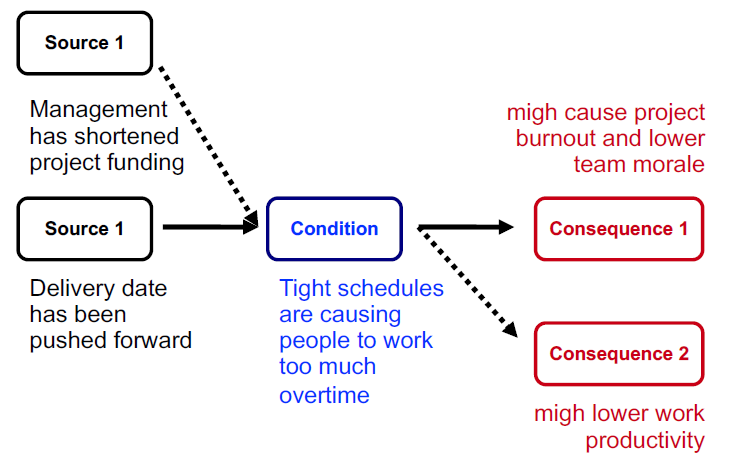 Source 1
Management
has shortened
project funding
Source 1
Delivery date
has been
pushed forward
Condition
Tight schedules
are causing
people to work
too much
overtime
migh cause project
burnout and lower
team morale
Consequence 1
Consequence 2
migh lower work
productivity